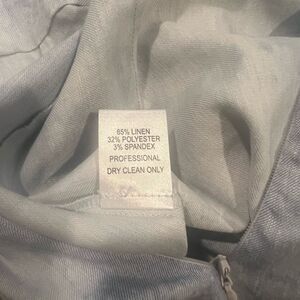 65% LINEN
32% POLYESTER
3% SPANDEX
PROFESSIONAL
DRY CLEAN ONLY